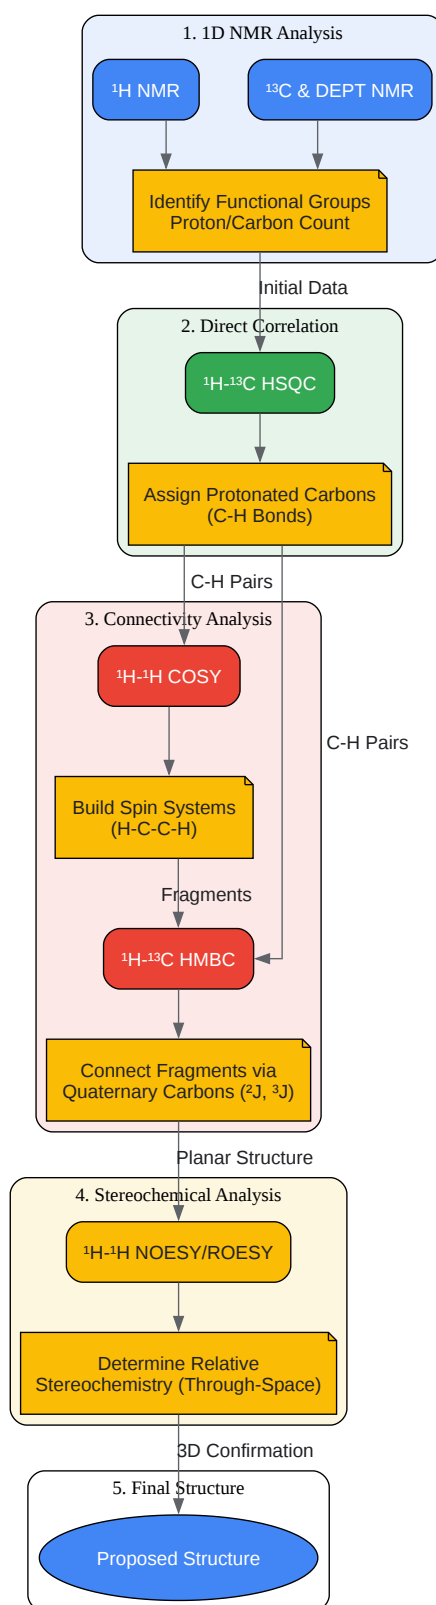 1. 1D NMR Analysis
¹H NMR
¹³C & DEPT NMR
Identify Functional Groups
Proton/Carbon Count
Initial Data
2. Direct Correlation
¹H-¹³C HSQC
Assign Protonated Carbons
(C-H Bonds)
C-H Pairs
3. Connectivity Analysis
¹H-¹H COSY
C-H Pairs
Build Spin Systems
(H-C-C-H)
Fragments
¹H-¹³C HMBC
Connect Fragments via
Quaternary Carbons (²J, ³J)
Planar Structure
4. Stereochemical Analysis
¹H-¹H NOESY/ROESY
Determine Relative
Stereochemistry (Through-Space)
3D Confirmation
5. Final Structure
Proposed Structure